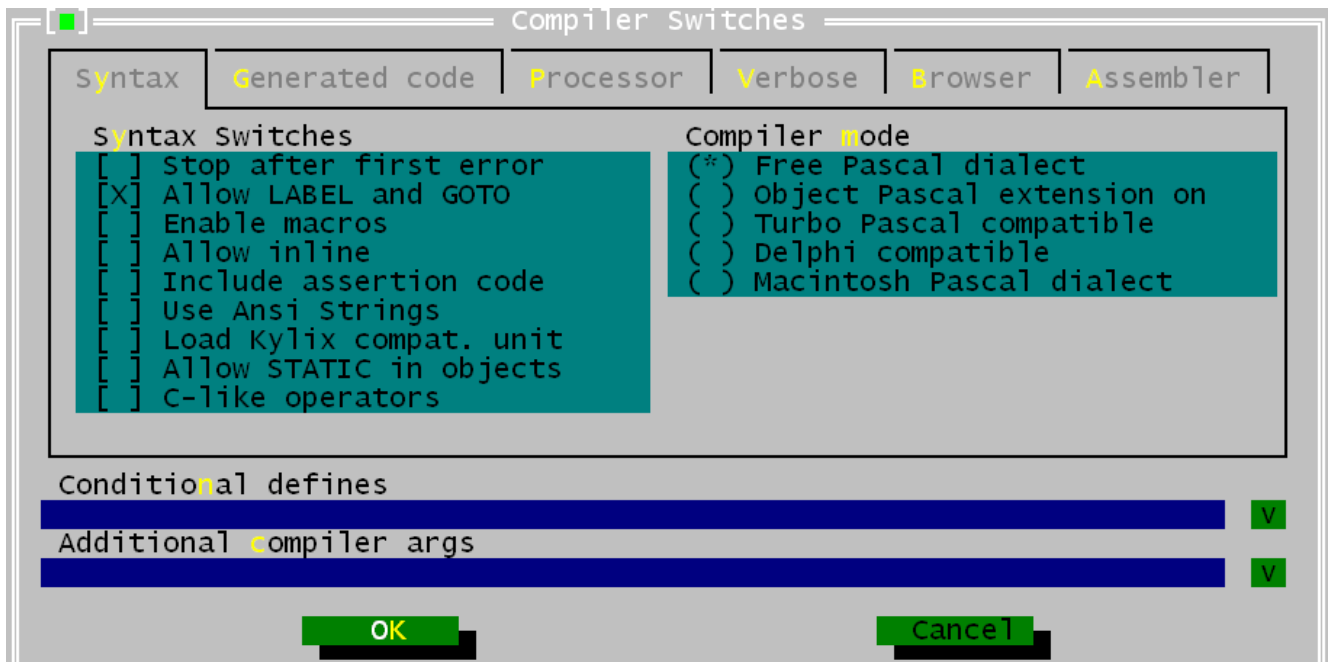 [■] Compiler Switches
Syntax Generated code Processor Verbose Browser Assembler
Syntax Switches
[ ] Stop after first error
[X] Allow LABEL and GOTO
[ ] Enable macros
[ ] Allow inline
[ ] Include assertion code
[ ] Use Ansi Strings
[ ] Load Kylix compat. unit
[ ] Allow STATIC in objects
[ ] C-like operators
Compiler mode
(*) Free Pascal dialect
( ) Object Pascal extension on
( ) Turbo Pascal compatible
( ) Delphi compatible
( ) Macintosh Pascal dialect
Conditional defines
V
Additional compiler args
V
OK Cancel